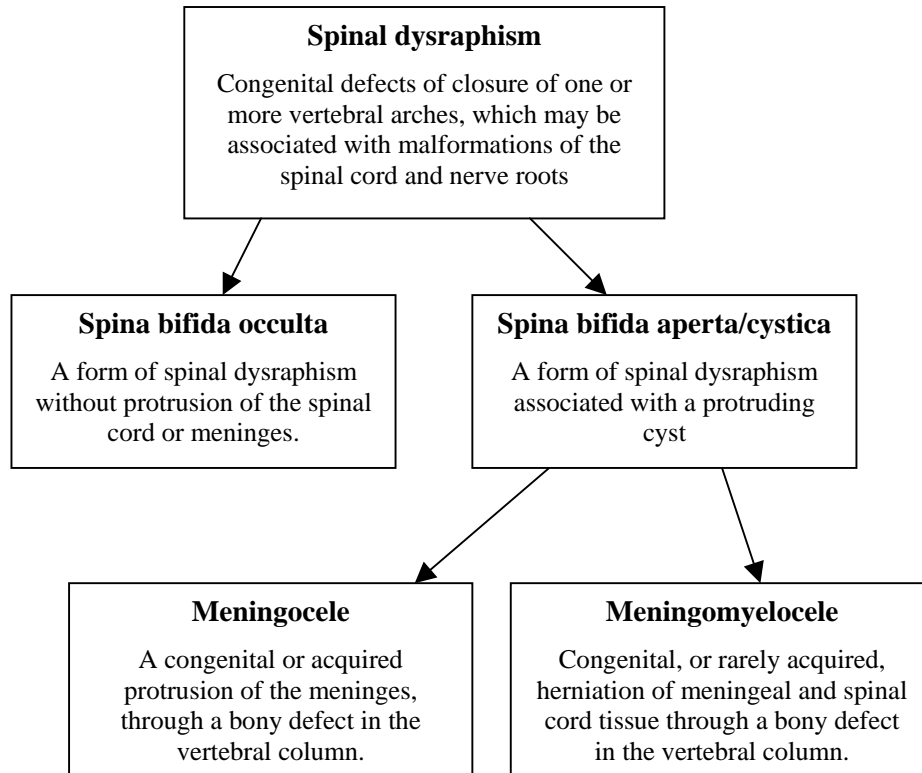 Spinal dysraphism
Congenital defects of closure of one or
more vertebral arches, which may be
associated with malformations of the
spinal cord and nerve roots
Spina bifida occulta
A form of spinal dysraphism
without protrusion of the spinal
cord or meninges.
Spina bifida aperta/cystica
A form of spinal dysraphism
associated with a protruding
cyst
Meningocele
A congenital or acquired
protrusion of the meninges,
through a bony defect in the
vertebral column.
Meningomyelocele
Congenital, or rarely acquired,
herniation of meningeal and spinal
cord tissue through a bony defect
in the vertebral column.